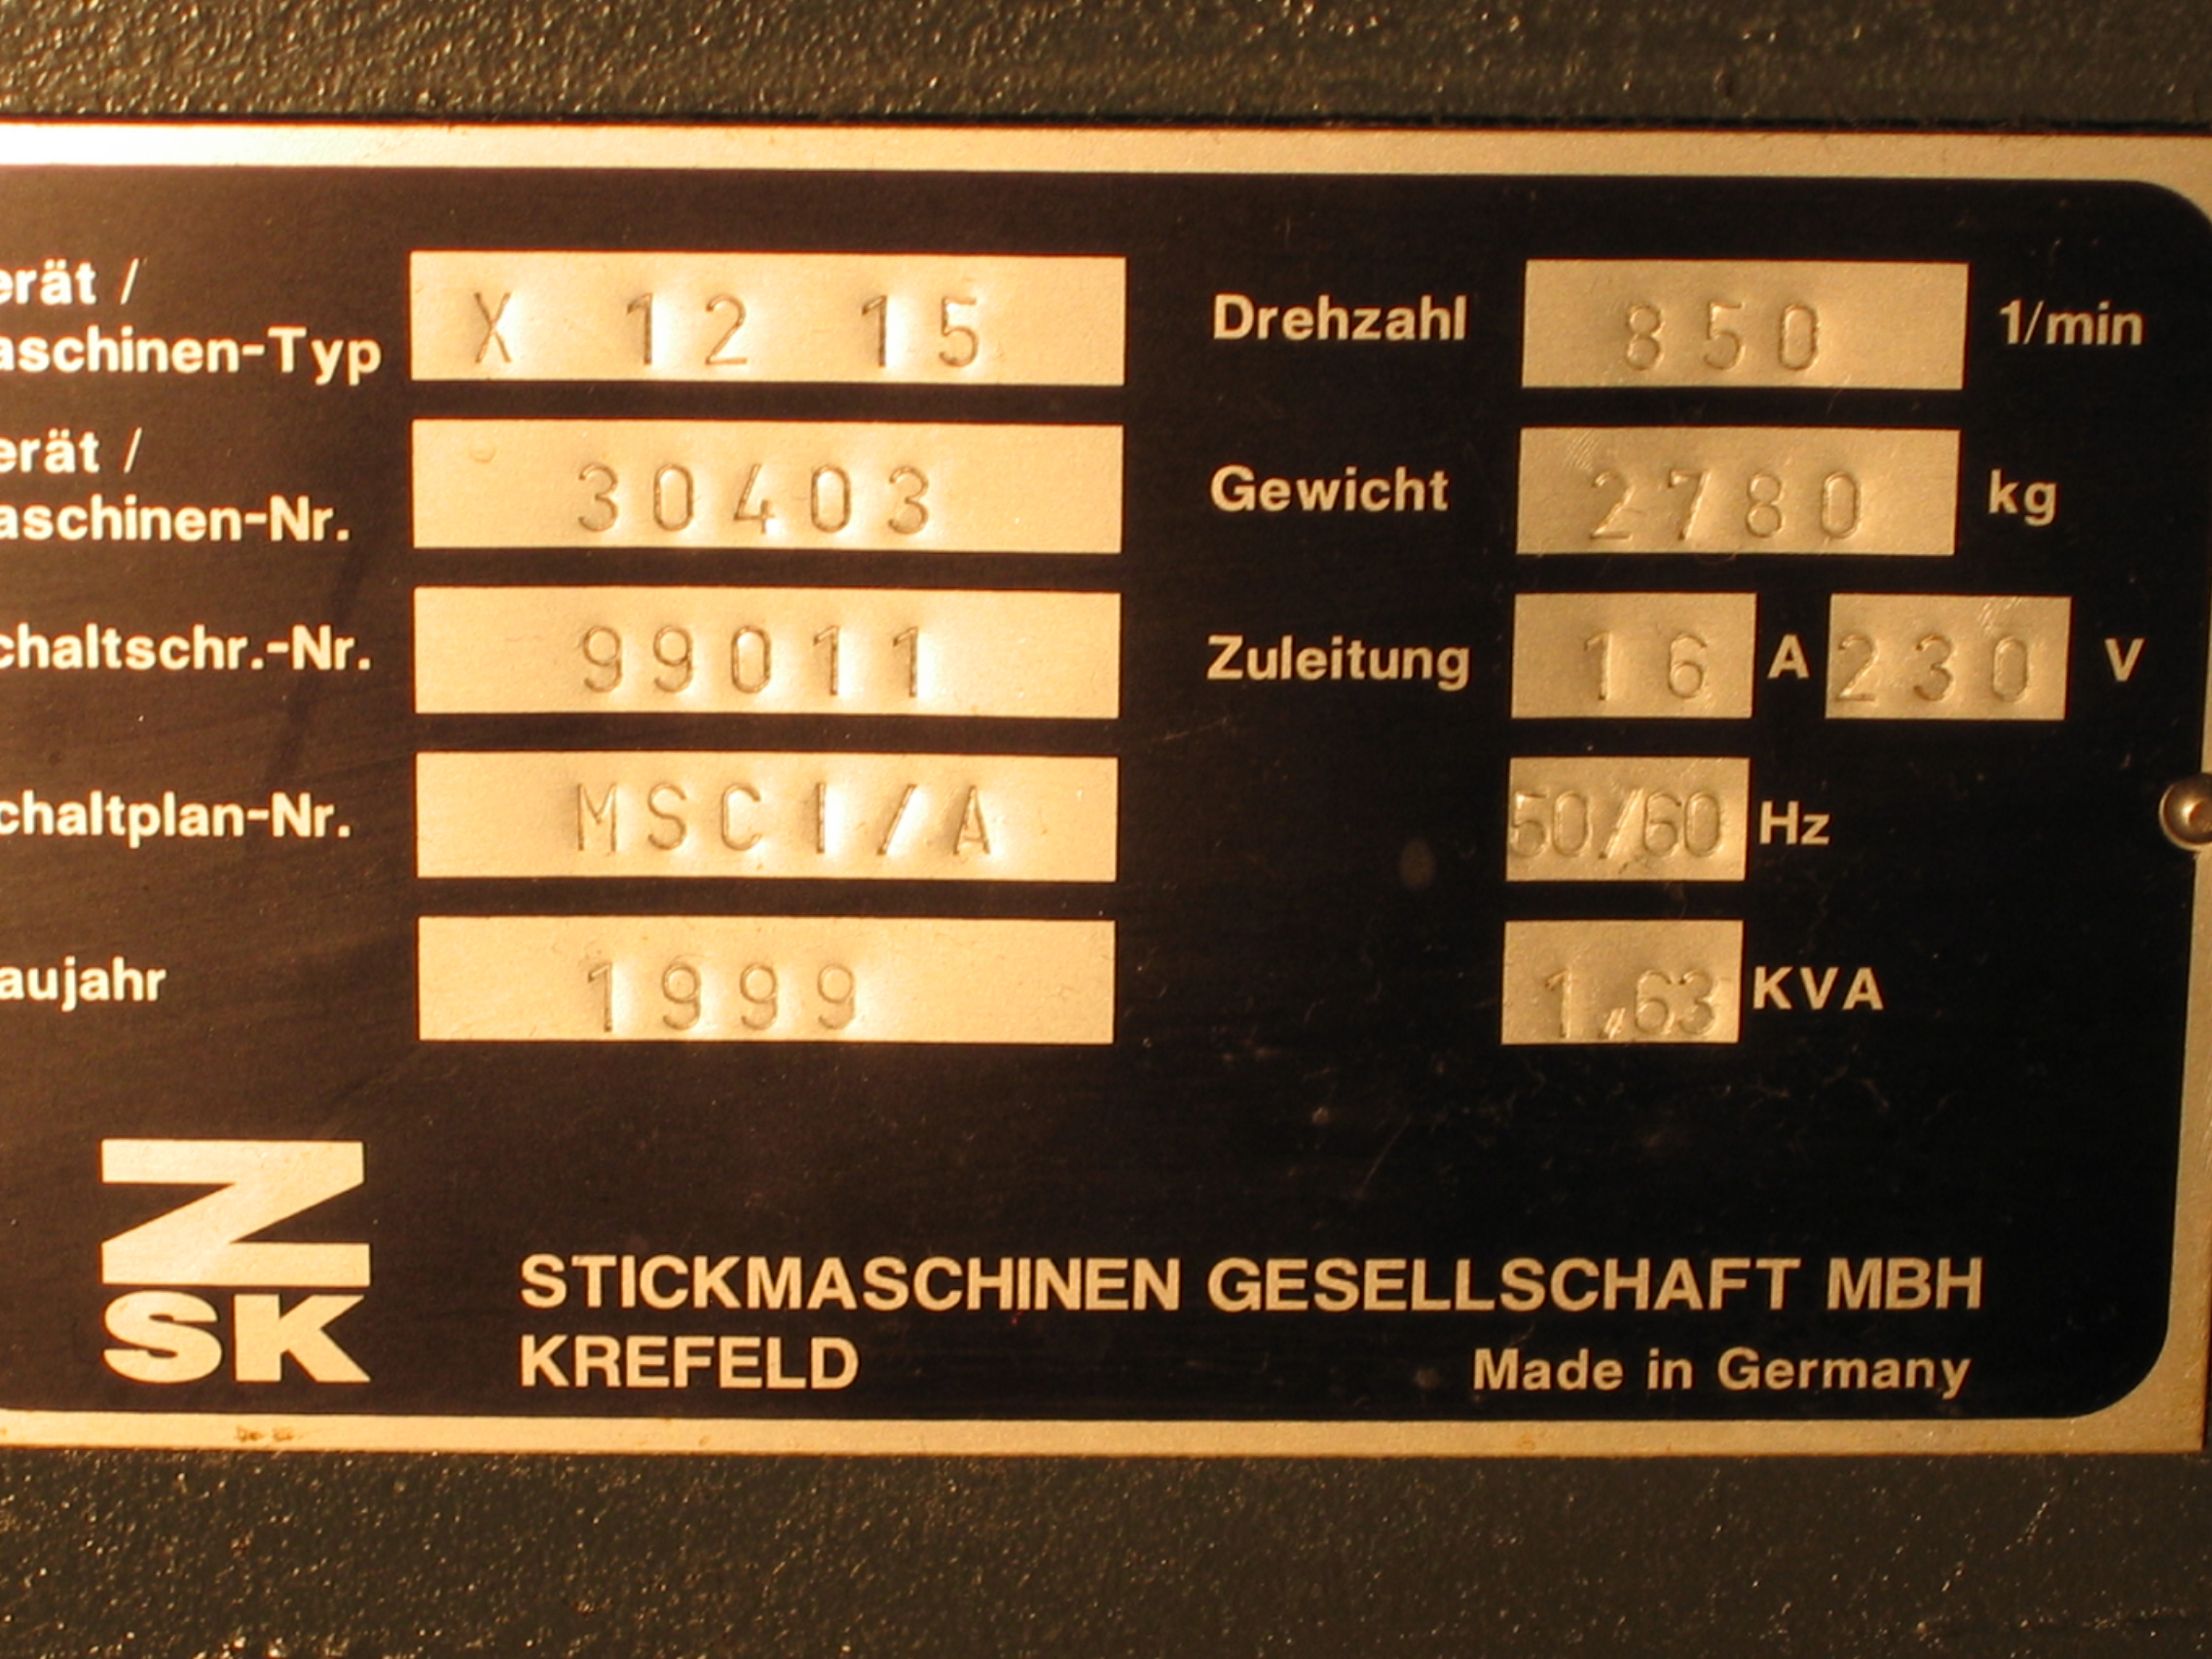 erät /
aschinen-Typ X 12 15 Drehzahl 850 1/min
erät /
aschinen-Nr. 30403 Gewicht 2780 kg
chaltschr.-Nr. 99011 Zuleitung 16 A 230 V
chaltplan-Nr. MSCI/A 50/60 Hz
aujahr 1999 1,63 KVA
ZSK
STICKMASCHINEN GESELLSCHAFT MBH
KREFELD Made in Germany